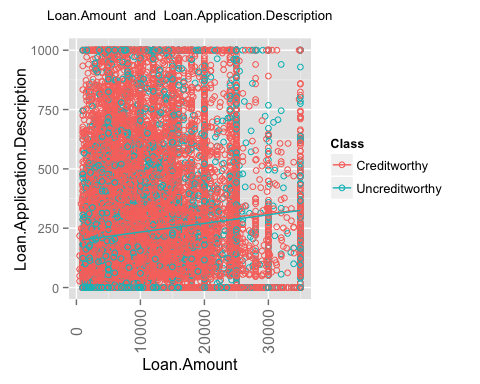 Loan.Amount and Loan.Application.Description
1000
750
500
250
0
Loan.Application.Description
0
10000
20000
30000
Loan.Amount
Class
Creditworthy
Uncreditworthy